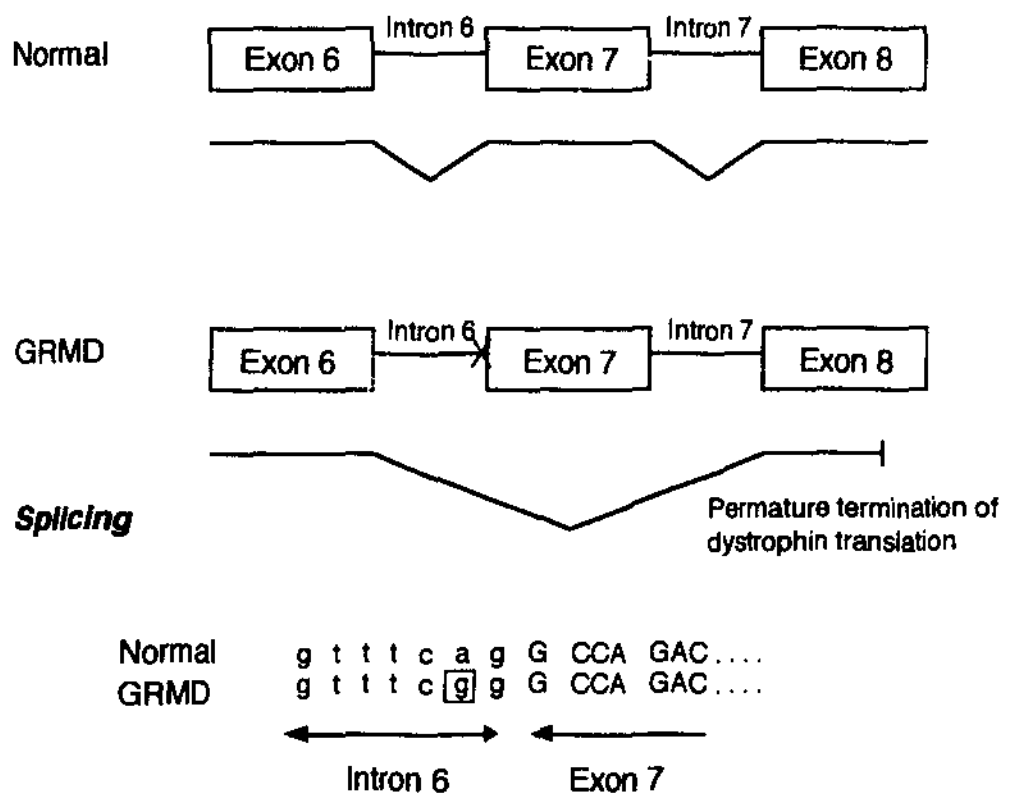 Intron 6 Intron 7
Normal Exon 6 Exon 7 Exon 8
Intron 6 Intron 7
GRMD Exon 6 Exon 7 Exon 8
Splicing
Permature termination of
dystrophin translation
Normal g t t t c a g G CCA GAC....
GRMD g t t t c g g G CCA GAC....
Intron 6 Exon 7